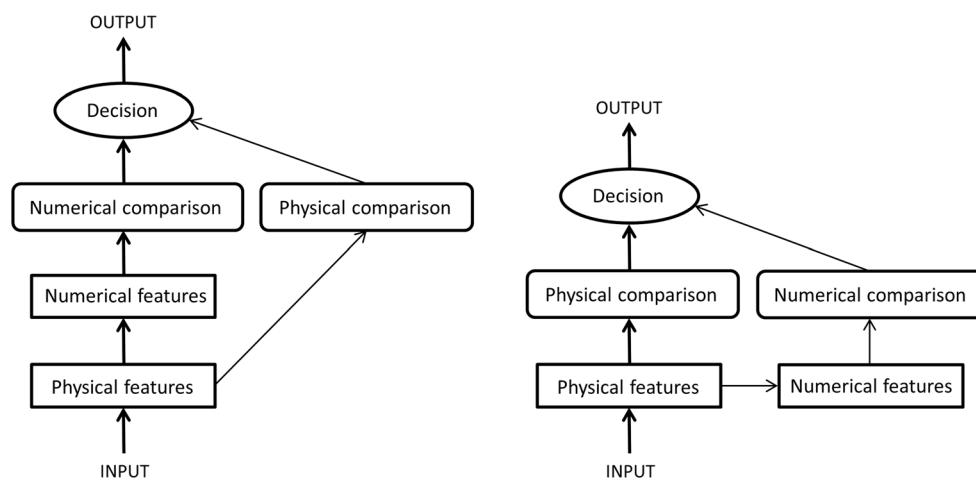 OUTPUT
Decision
Numerical comparison
Physical comparison
Numerical features
Physical features
INPUT
OUTPUT
Decision
Physical comparison
Numerical comparison
Physical features
Numerical features
INPUT